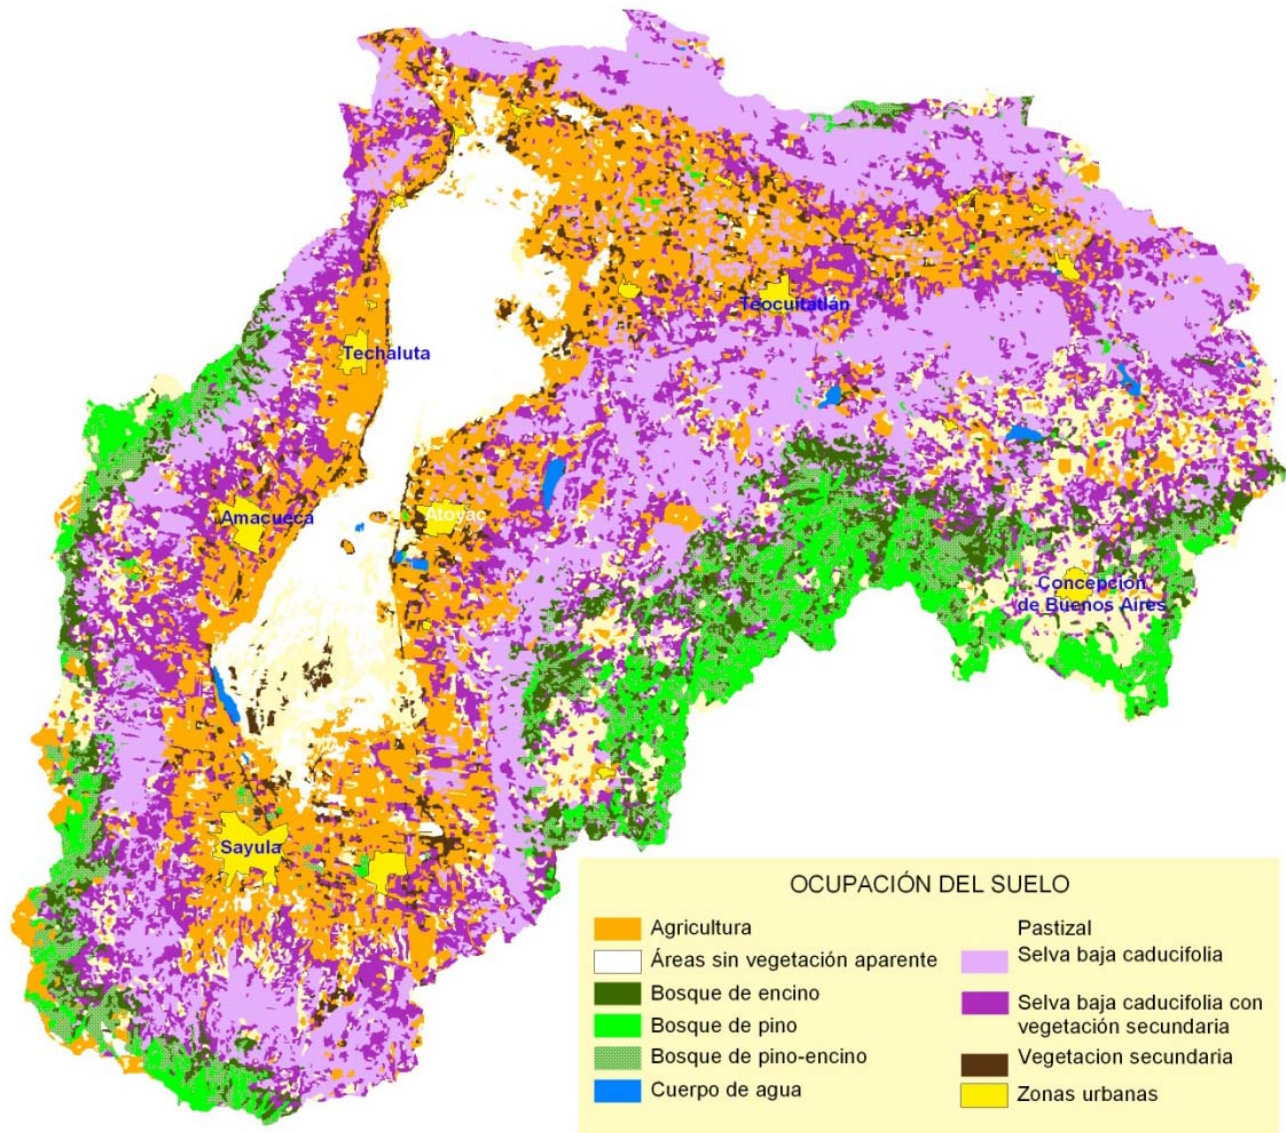 Teocuitatlán
Techaluta
Amacueca
Atoyac
Concepción
de Buenos Aires
Sayula
OCUPACIÓN DEL SUELO
Agricultura
Áreas sin vegetación aparente
Bosque de encino
Bosque de pino
Bosque de pino-encino
Cuerpo de agua
Pastizal
Selva baja caducifolia
Selva baja caducifolia con
vegetación secundaria
Vegetacion secundaria
Zonas urbanas